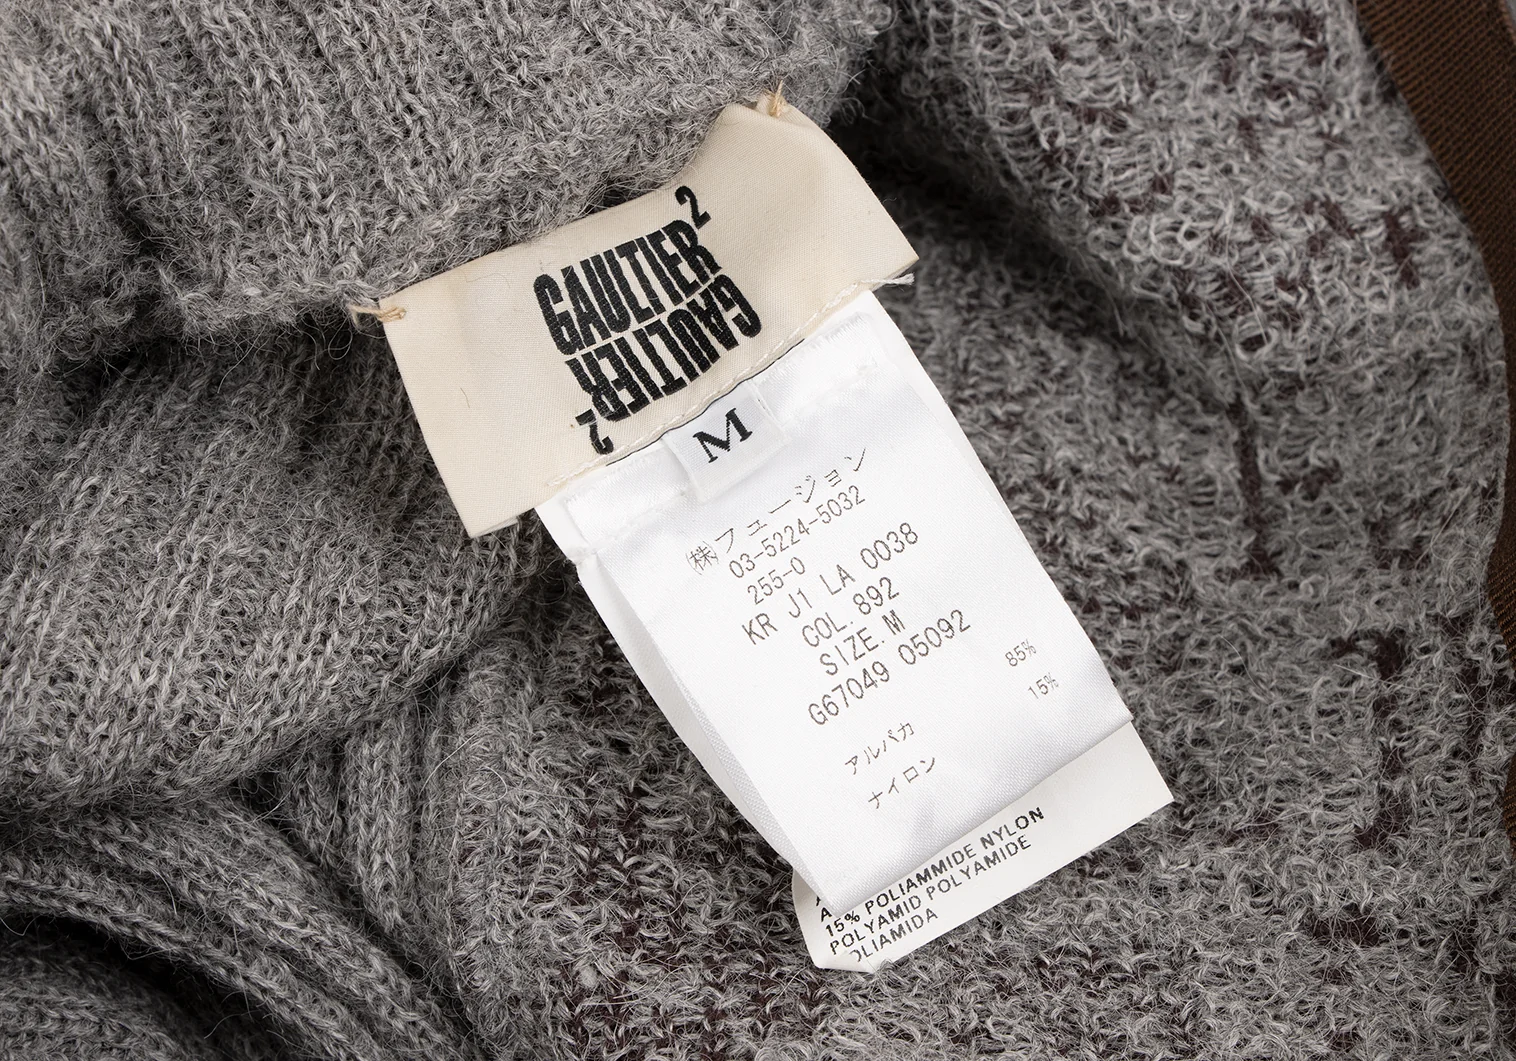 GAULTIER²
GAULTIER²
M
㈱フュージョン
03-5224-5032
255-0
KR J1 LA 0038
COL. 892
SIZE M
G67049 05092
アルパカ 85%
ナイロン 15%
15% POLIAMMIDE NYLON
POLYAMID POLYAMIDE
OLIAMIDA